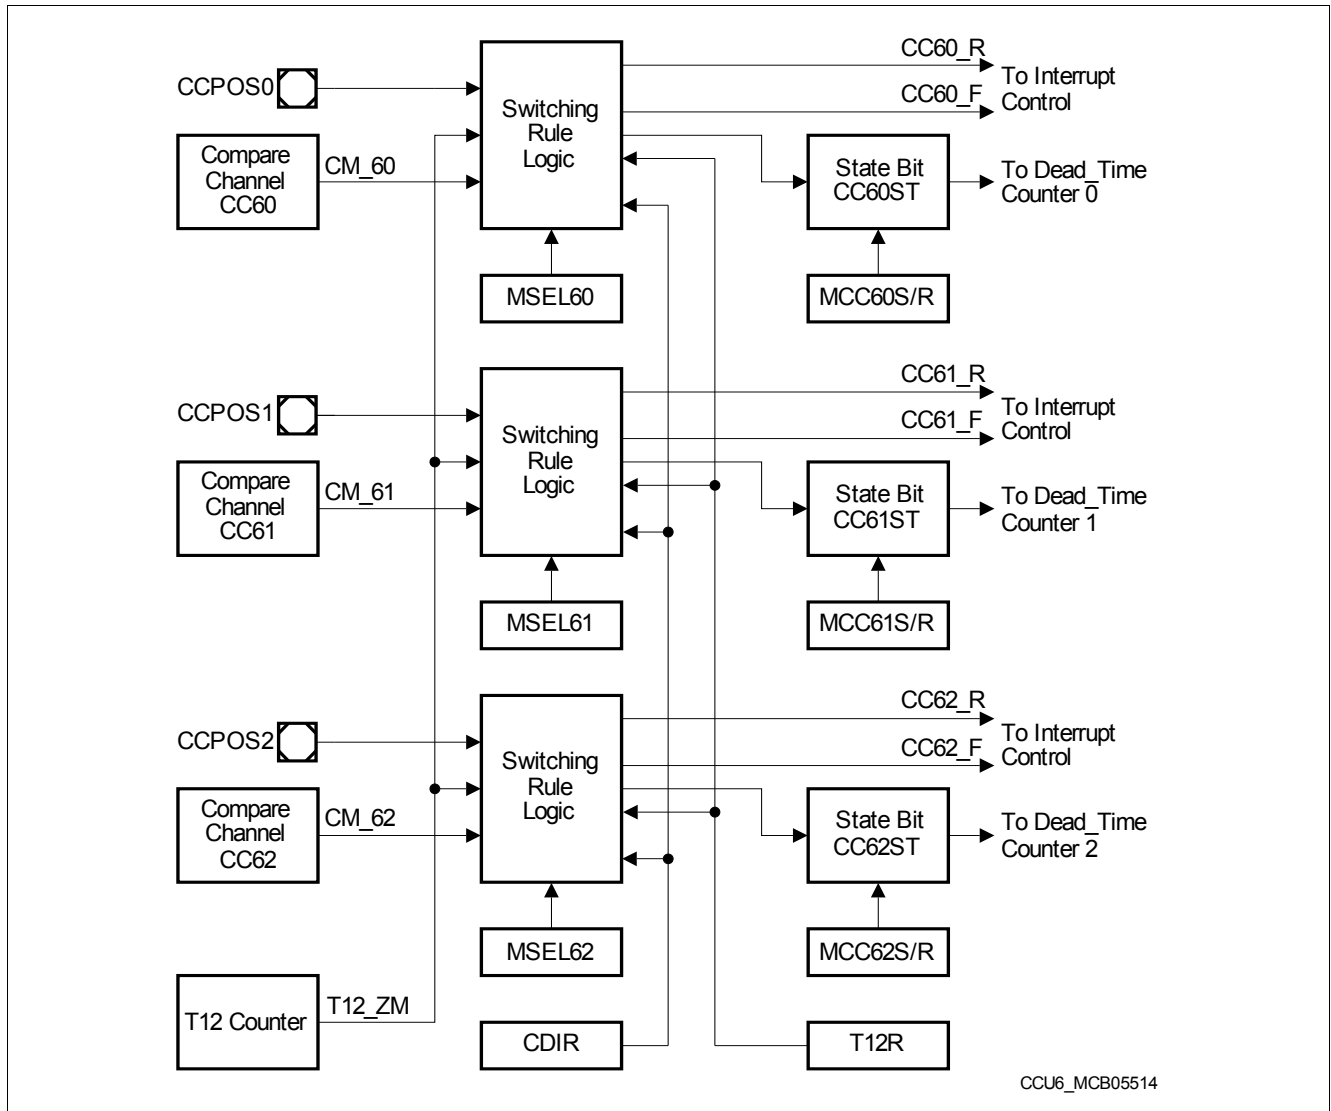 CC60_R
CCPOS0
Switching
Rule
Logic
To Interrupt
Control
CC60_F
Compare
Channel
CC60
CM_60
State Bit
CC60ST
To Dead_Time
Counter 0
MSEL60
MCC60S/R
CC61_R
CCPOS1
Switching
Rule
Logic
To Interrupt
Control
CC61_F
Compare
Channel
CC61
CM_61
State Bit
CC61ST
To Dead_Time
Counter 1
MSEL61
MCC61S/R
CC62_R
CCPOS2
Switching
Rule
Logic
To Interrupt
Control
CC62_F
Compare
Channel
CC62
CM_62
State Bit
CC62ST
To Dead_Time
Counter 2
MSEL62
MCC62S/R
T12 Counter
T12_ZM
CDIR
T12R
CCU6_MCB05514